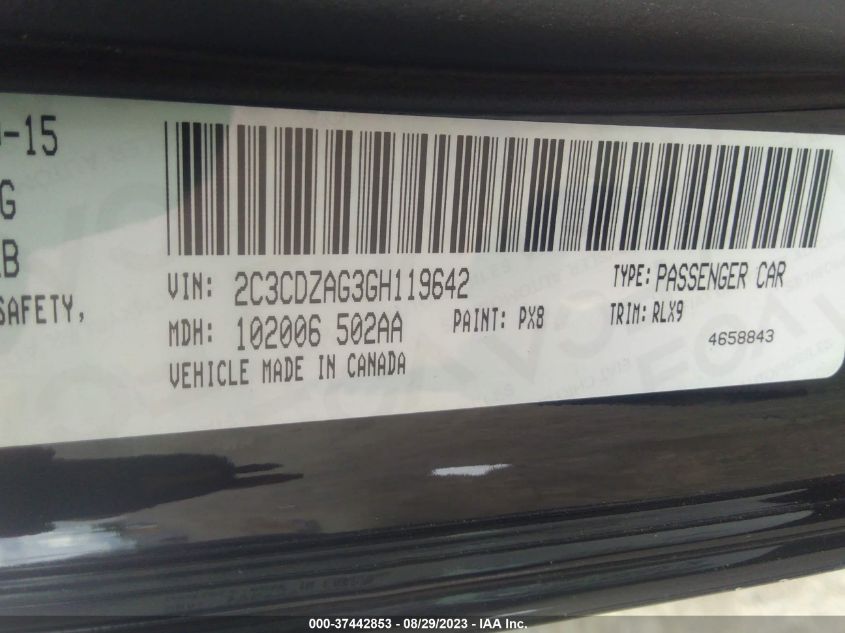 -15
G
B
SAFETY,
VIN: 2C3CDZAG3GH119642 TYPE: PASSENGER CAR
MDH: 102006 502AA PAINT: PX8 TRIM: RLX9
4658843
VEHICLE MADE IN CANADA
000-37442853 - 08/29/2023 - IAA Inc.